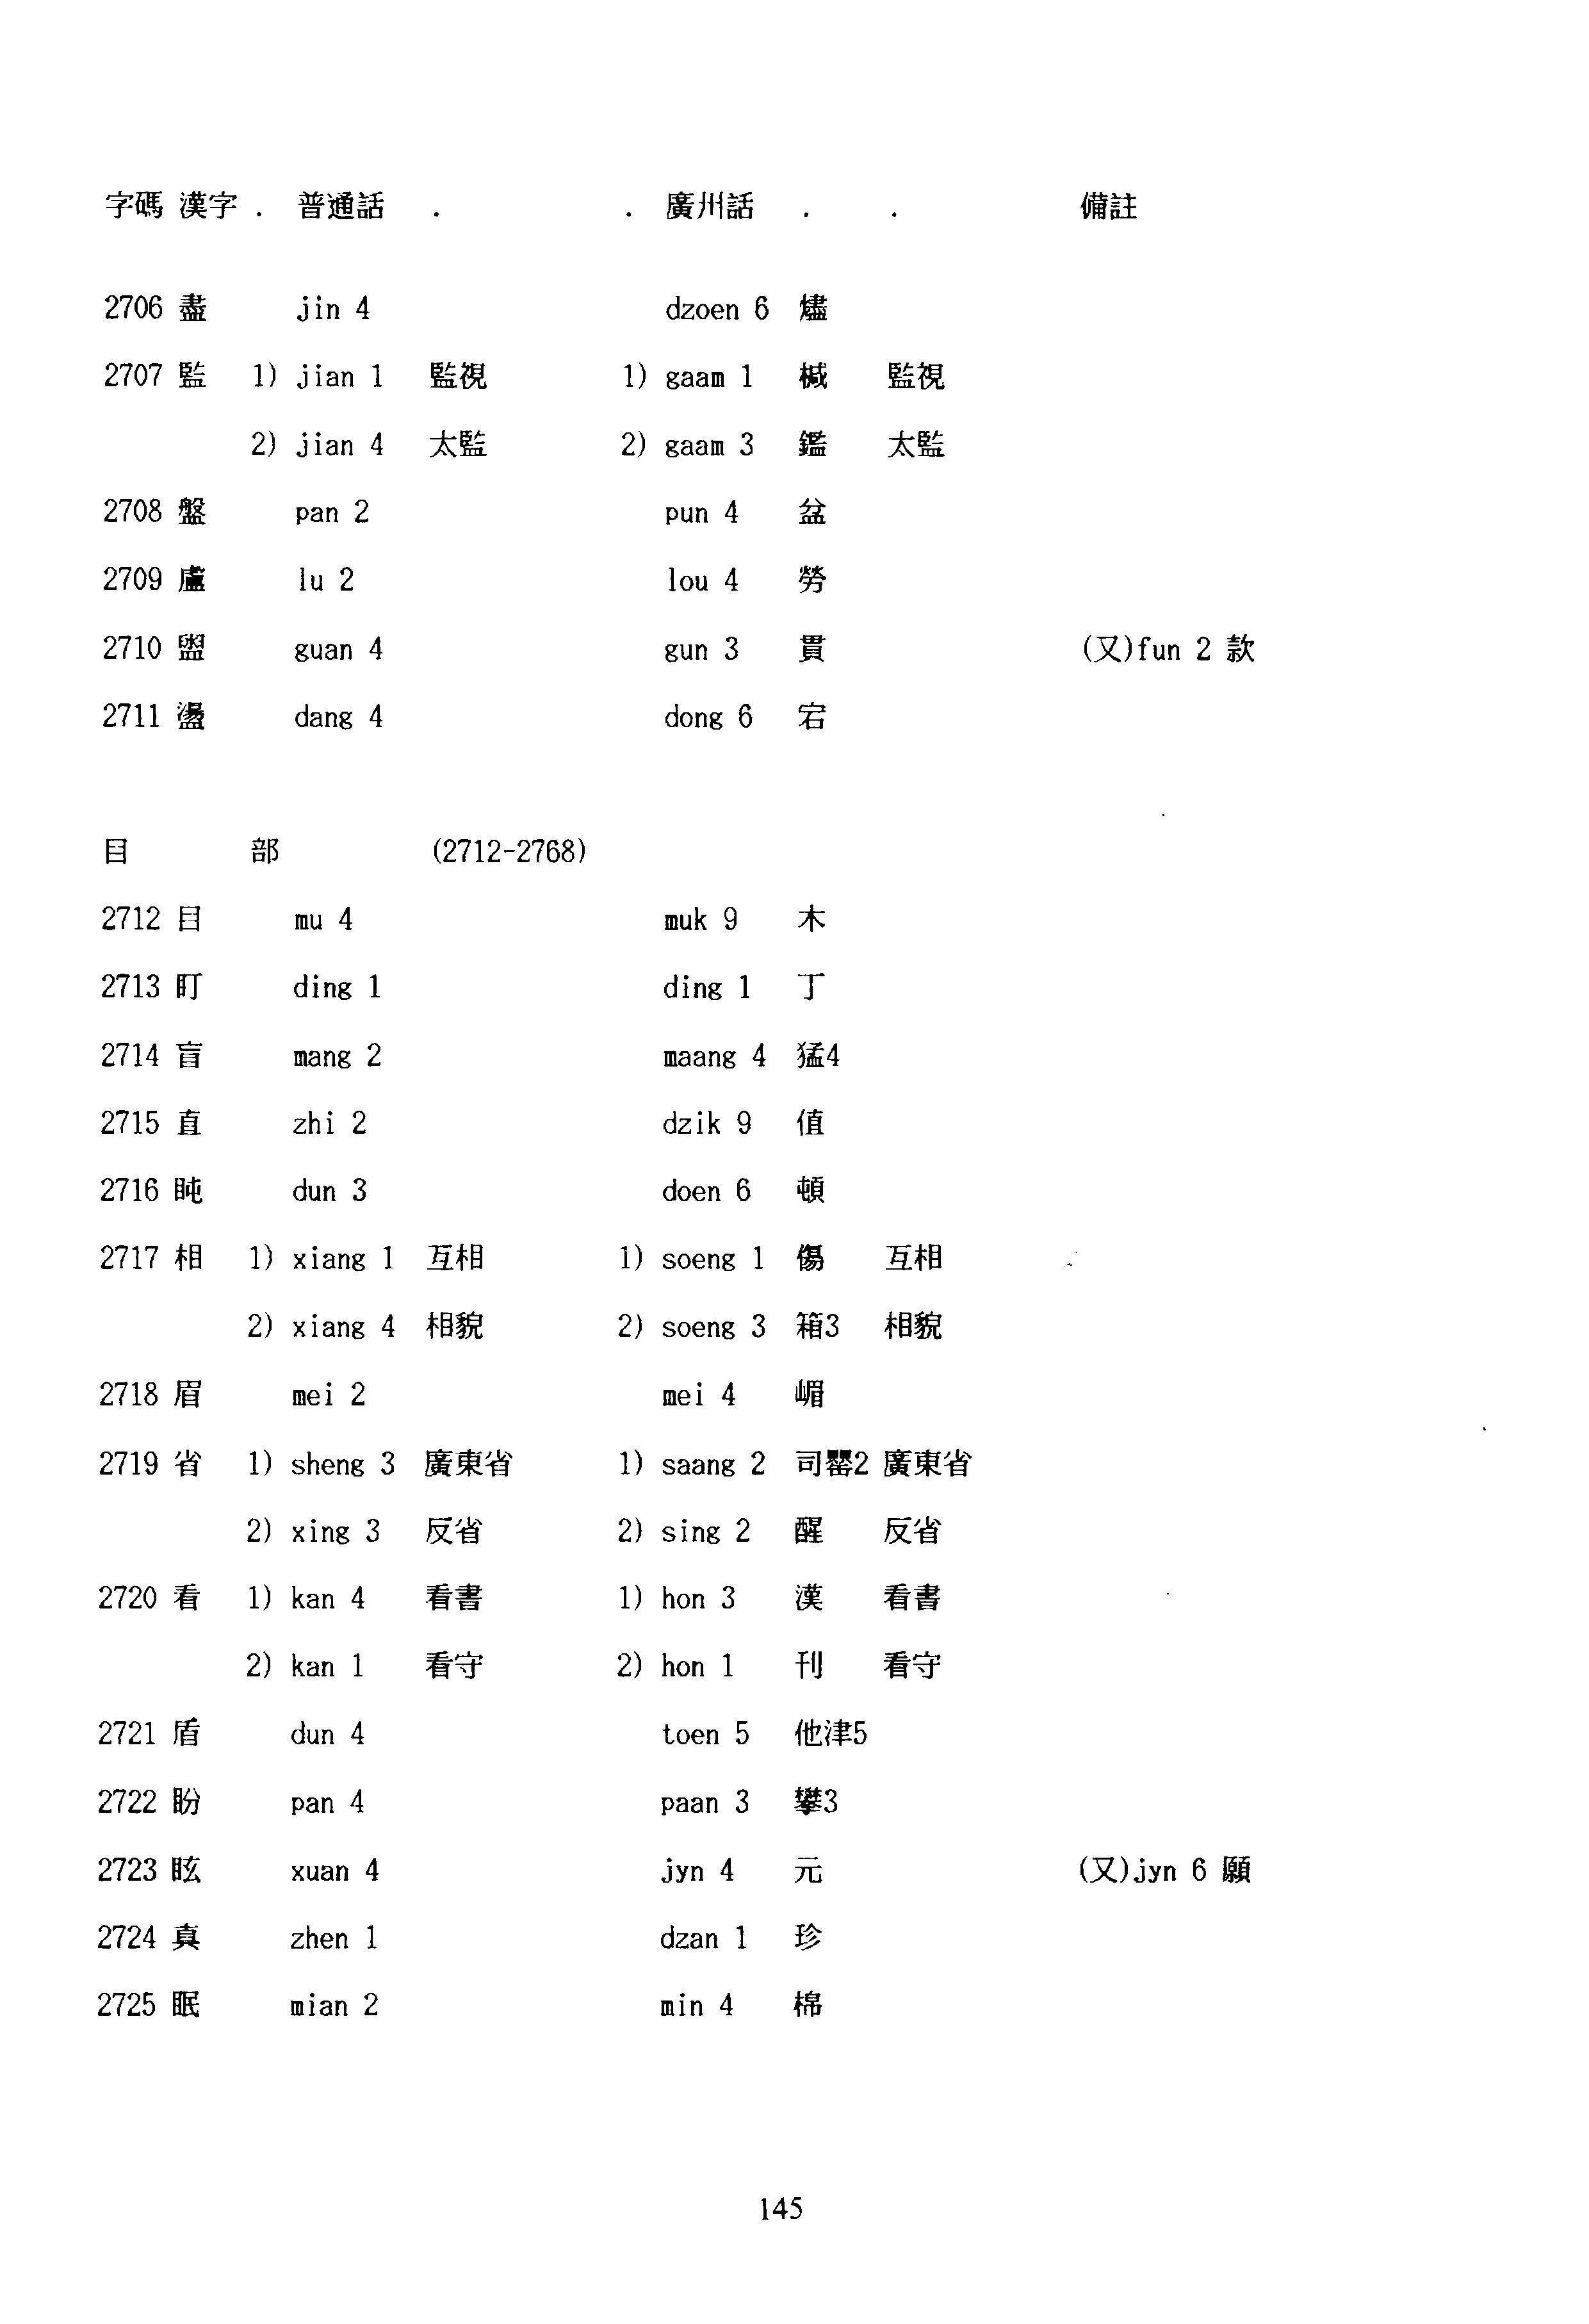 字碼 漢字 . 普通話 . . 廣州話 . . 備註
2706 盡 jin 4 dzoen 6 燼
2707 監 1) jian 1 監視 1) gaam 1 椷 監視
2) jian 4 太監 2) gaam 3 鑑 太監
2708 盤 pan 2 pun 4 盆
2709 盧 lu 2 lou 4 勞
2710 盥 guan 4 gun 3 貫 (又)fun 2 款
2711 盪 dang 4 dong 6 宕
目 部 (2712-2768)
2712 目 mu 4 muk 9 木
2713 盯 ding 1 ding 1 丁
2714 盲 mang 2 maang 4 猛4
2715 直 zhi 2 dzik 9 值
2716 盹 dun 3 doen 6 頓
2717 相 1) xiang 1 互相 1) soeng 1 傷 互相
2) xiang 4 相貌 2) soeng 3 箱3 相貌
2718 眉 mei 2 mei 4 嵋
2719 省 1) sheng 3 廣東省 1) saang 2 司罌2 廣東省
2) xing 3 反省 2) sing 2 醒 反省
2720 看 1) kan 4 看書 1) hon 3 漢 看書
2) kan 1 看守 2) hon 1 刊 看守
2721 盾 dun 4 toen 5 他津5
2722 盼 pan 4 paan 3 攀3
2723 眩 xuan 4 jyn 4 元 (又)jyn 6 願
2724 真 zhen 1 dzan 1 珍
2725 眠 mian 2 min 4 棉
145